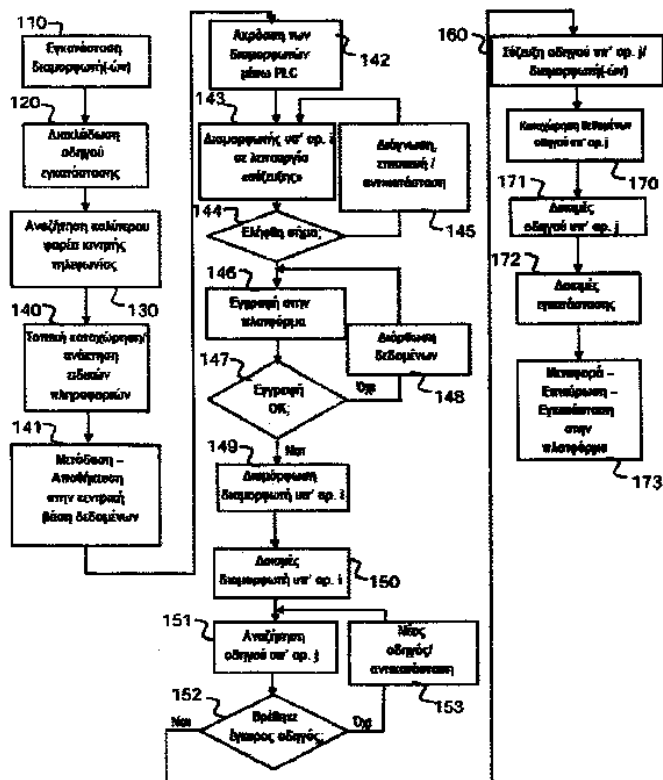 110
Εγκατάσταση
διαμορφωτή(-ών)
120
Διακλάδωση
οδηγού
εγκατάστασης
Αναζήτηση καλύτερου
φορέα κινητής
τηλεφωνίας
130
140
Τοπική καταχώρηση/
ανάκτηση
ειδικών
πληροφοριών
141
Μετάδοση –
Αποθήκευση
στην κεντρική
βάση δεδομένων
Ακρόαση των
διαμορφωτών
μέσω PLC
142
143
Διαμορφωτής υπ' αρ. i
σε λειτουργία
«σύζευξης»
Διάγνωση,
επισκευή /
αντικατάσταση
144
Ελήφθη σήμα;
145
146
Εγγραφή στην
πλατφόρμα
Διόρθωση
δεδομένων
147
Εγγραφή
OK;
Όχι
148
149
Ναι
Διαμόρφωση
διαμορφωτή υπ' αρ. i
Δοκιμές
διαμορφωτή υπ' αρ. i
150
151
Αναζήτηση
οδηγού υπ' αρ. j
Νέος
οδηγός/
αντικατάσταση
152
Ναι
Βρέθηκε
έγκυρος οδηγός;
Όχι
153
160
Σύζευξη οδηγού υπ' αρ. j/
διαμορφωτή(-ών)
Καταχώρηση δεδομένων
οδηγού υπ' αρ. j
170
171
Δοκιμές
οδηγού υπ' αρ. j
172
Δοκιμές
εγκατάστασης
Μεταφορά –
Επικύρωση –
Εγκατάσταση
στην
πλατφόρμα
173